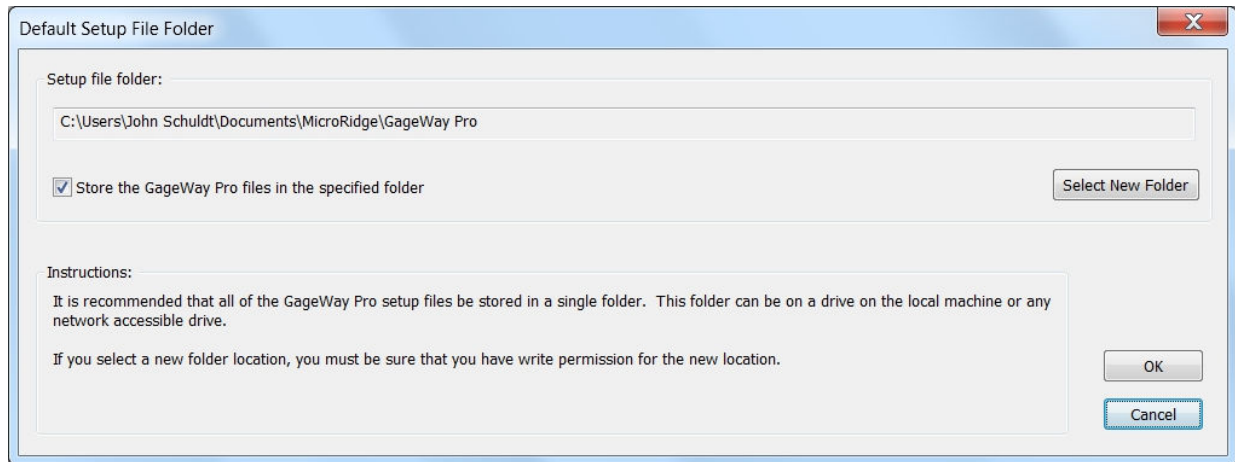 Default Setup File Folder
Setup file folder:
C:\Users\John Schuldt\Documents\MicroRidge\GageWay Pro
Store the GageWay Pro files in the specified folder
Select New Folder
Instructions:
It is recommended that all of the GageWay Pro setup files be stored in a single folder.  This folder can be on a drive on the local machine or any
network accessible drive.
If you select a new folder location, you must be sure that you have write permission for the new location.
OK
Cancel